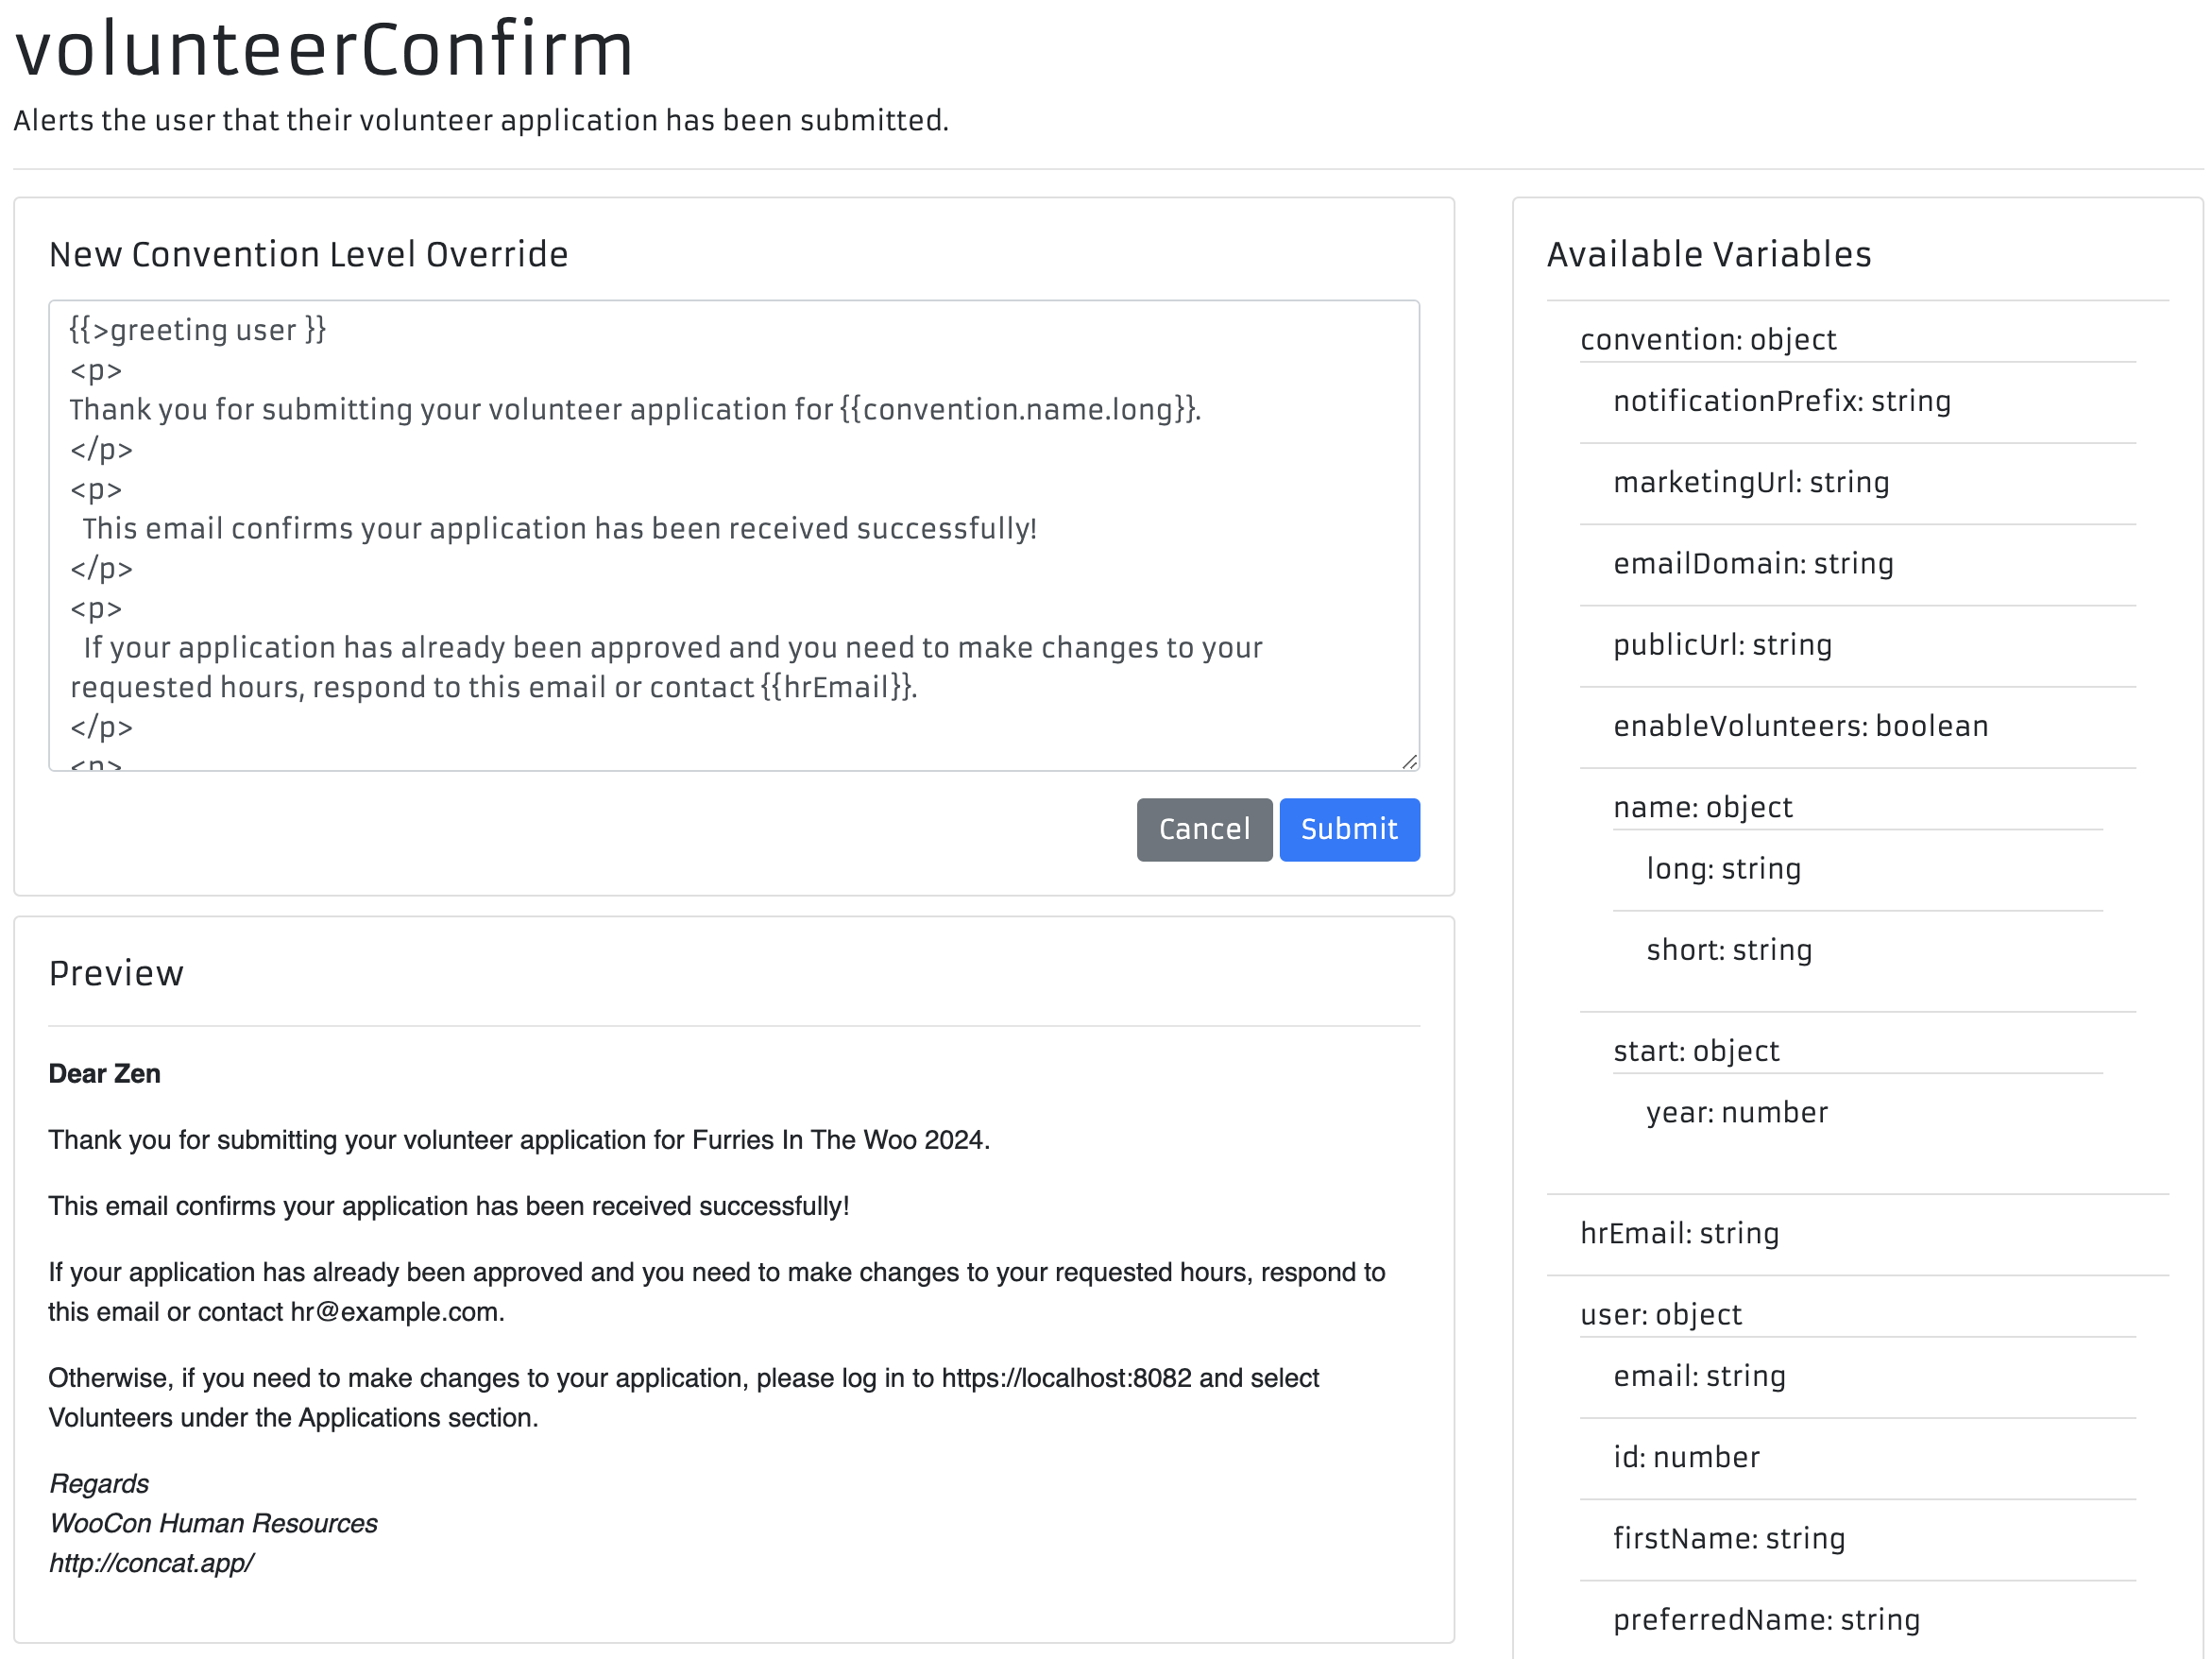 volunteerConfirm
Alerts the user that their volunteer application has been submitted.
New Convention Level Override
{{>greeting user }}
<p>
Thank you for submitting your volunteer application for {{convention.name.long}}.
</p>
<p>
This email confirms your application has been received successfully!
</p>
<p>
If your application has already been approved and you need to make changes to your
requested hours, respond to this email or contact {{hrEmail}}.
</p>
<p>
Cancel Submit
Preview
Dear Zen
Thank you for submitting your volunteer application for Furries In The Woo 2024.
This email confirms your application has been received successfully!
If your application has already been approved and you need to make changes to your requested hours, respond to
this email or contact hr@example.com.
Otherwise, if you need to make changes to your application, please log in to https://localhost:8082 and select
Volunteers under the Applications section.
Regards
WooCon Human Resources
http://concat.app/
Available Variables
convention: object
notificationPrefix: string
marketingUrl: string
emailDomain: string
publicUrl: string
enableVolunteers: boolean
name: object
long: string
short: string
start: object
year: number
hrEmail: string
user: object
email: string
id: number
firstName: string
preferredName: string